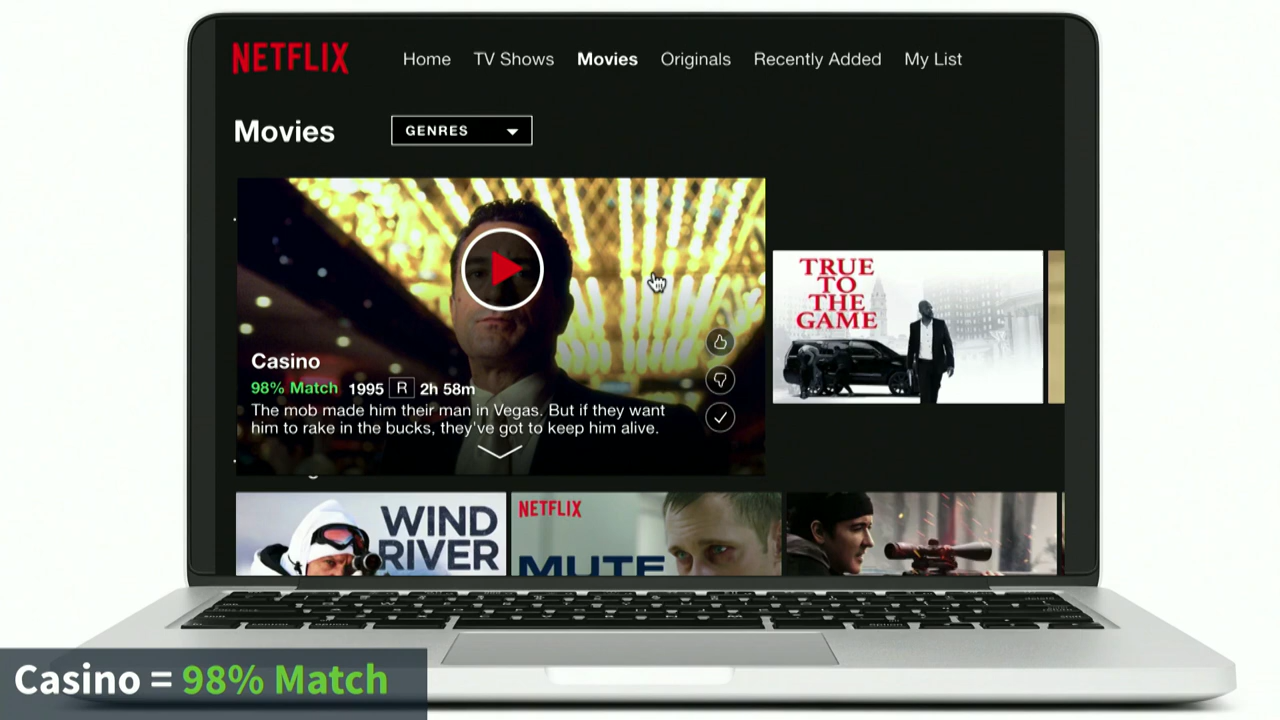 NETFLIX
Home TV Shows Movies Originals Recently Added My List
Movies
GENRES
Casino
98% Match 1995 R 2h 58m
The mob made him their man in Vegas. But if they want
him to rake in the bucks, they've got to keep him alive.
TRUE
TO
THE
GAME
WIND
RIVER
NETFLIX
MUTE
Casino = 98% Match